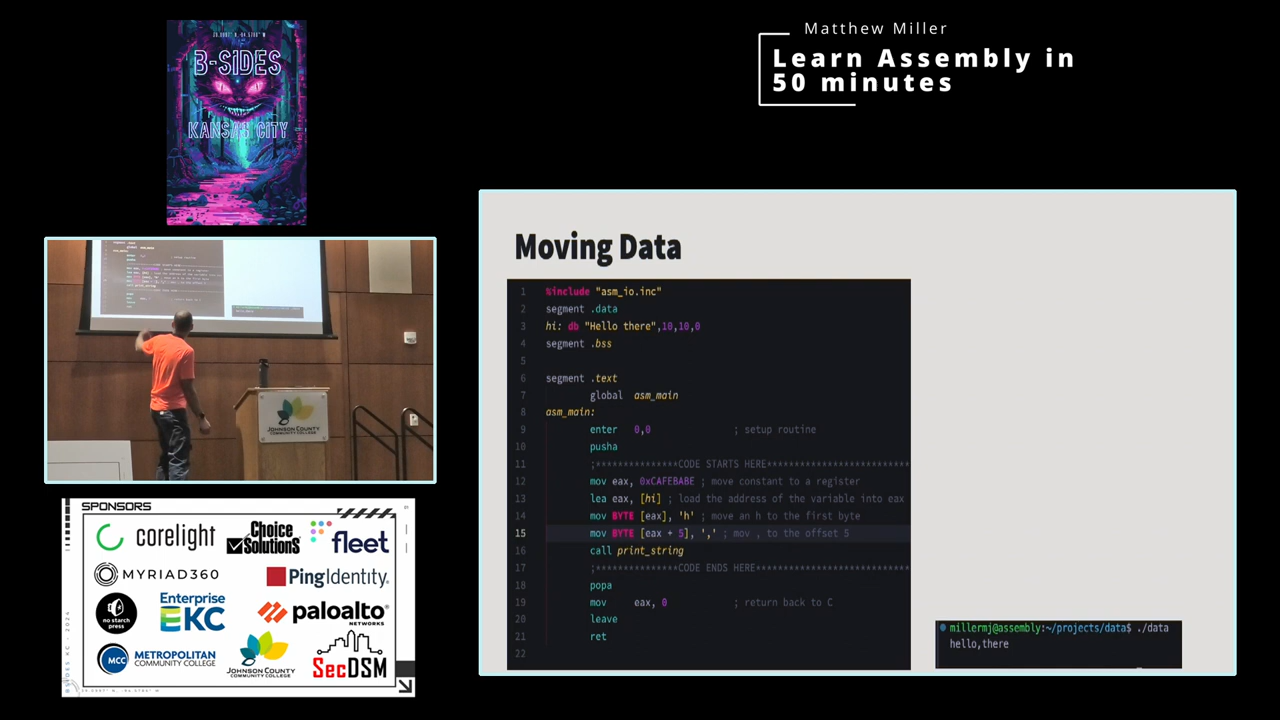 Matthew Miller
Learn Assembly in
50 minutes
B-SIDES
KANSAS CITY
JOHNSON COUNTY
COMMUNITY COLLEGE
SPONSORS
corelight
Choice
SolutionS
fleet
MYRIAD360
PingIdentity
no starch
press
Enterprise
KC
paloalto
NETWORKS
MCC
METROPOLITAN
COMMUNITY COLLEGE
JOHNSON COUNTY
COMMUNITY COLLEGE
SecDSM
Moving Data
1 %include "asm_io.inc"
2 segment .data
3 hi: db "Hello there",10,10,0
4 segment .bss
5
6 segment .text
7 global asm_main
8 asm_main:
9 enter 0,0 ; setup routine
10 pusha
11 ;***************CODE STARTS HERE***************************
12 mov eax, 0xCAFEBABE ; move constant to a register
13 lea eax, [hi] ; load the address of the variable into eax
14 mov BYTE [eax], 'h' ; move an h to the first byte
15 mov BYTE [eax + 5], ',' ; mov , to the offset 5
16 call print_string
17 ;***************CODE ENDS HERE*****************************
18 popa
19 mov eax, 0 ; return back to C
20 leave
21 ret
22
millermj@assembly:~/projects/data$ ./data
hello,there